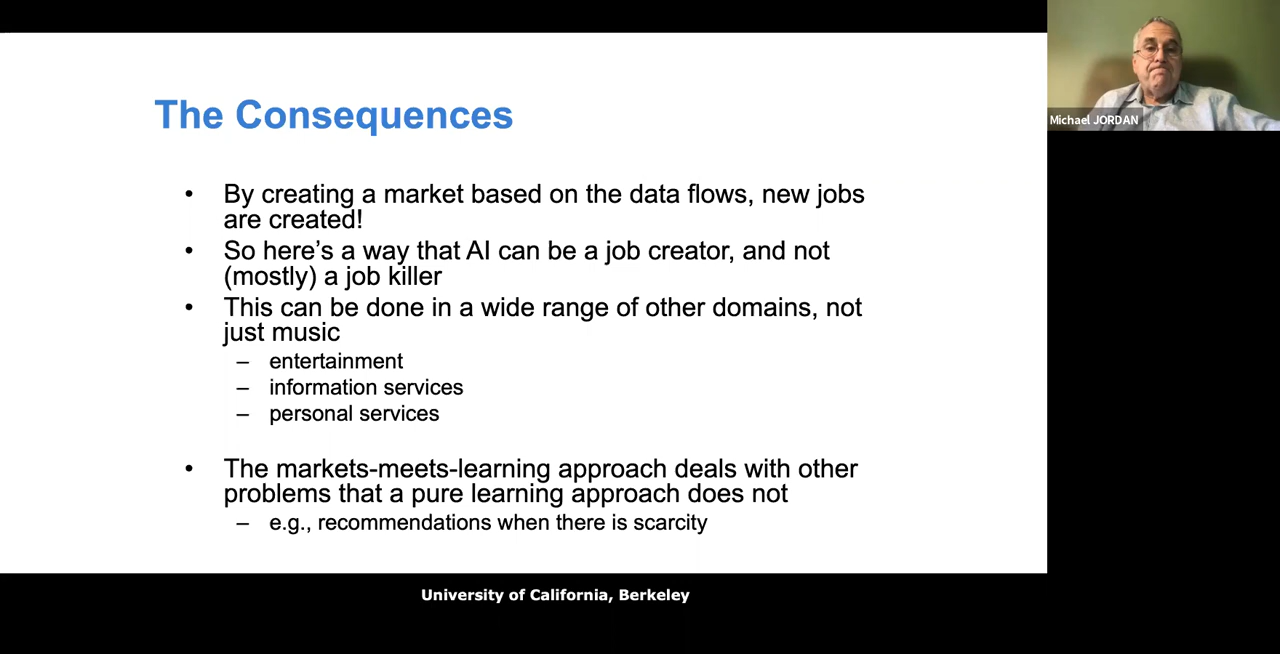 The Consequences
• By creating a market based on the data flows, new jobs
are created!
• So here’s a way that AI can be a job creator, and not
(mostly) a job killer
• This can be done in a wide range of other domains, not
just music
– entertainment
– information services
– personal services
• The markets-meets-learning approach deals with other
problems that a pure learning approach does not
– e.g., recommendations when there is scarcity
Michael JORDAN
University of California, Berkeley